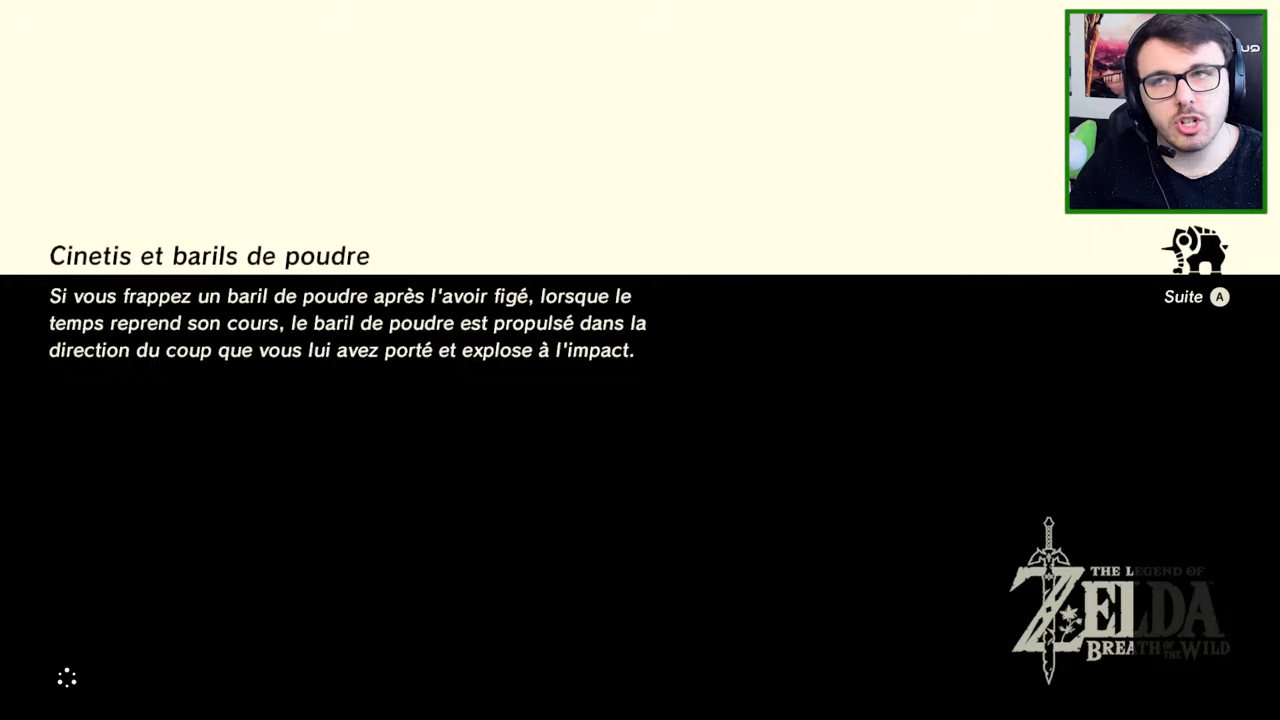 Cinetis et barils de poudre
Si vous frappez un baril de poudre après l'avoir figé, lorsque le
temps reprend son cours, le baril de poudre est propulsé dans la
direction du coup que vous lui avez porté et explose à l'impact.
Suite A
THE LEGEND OF
ZELDA
BREATH OF THE WILD